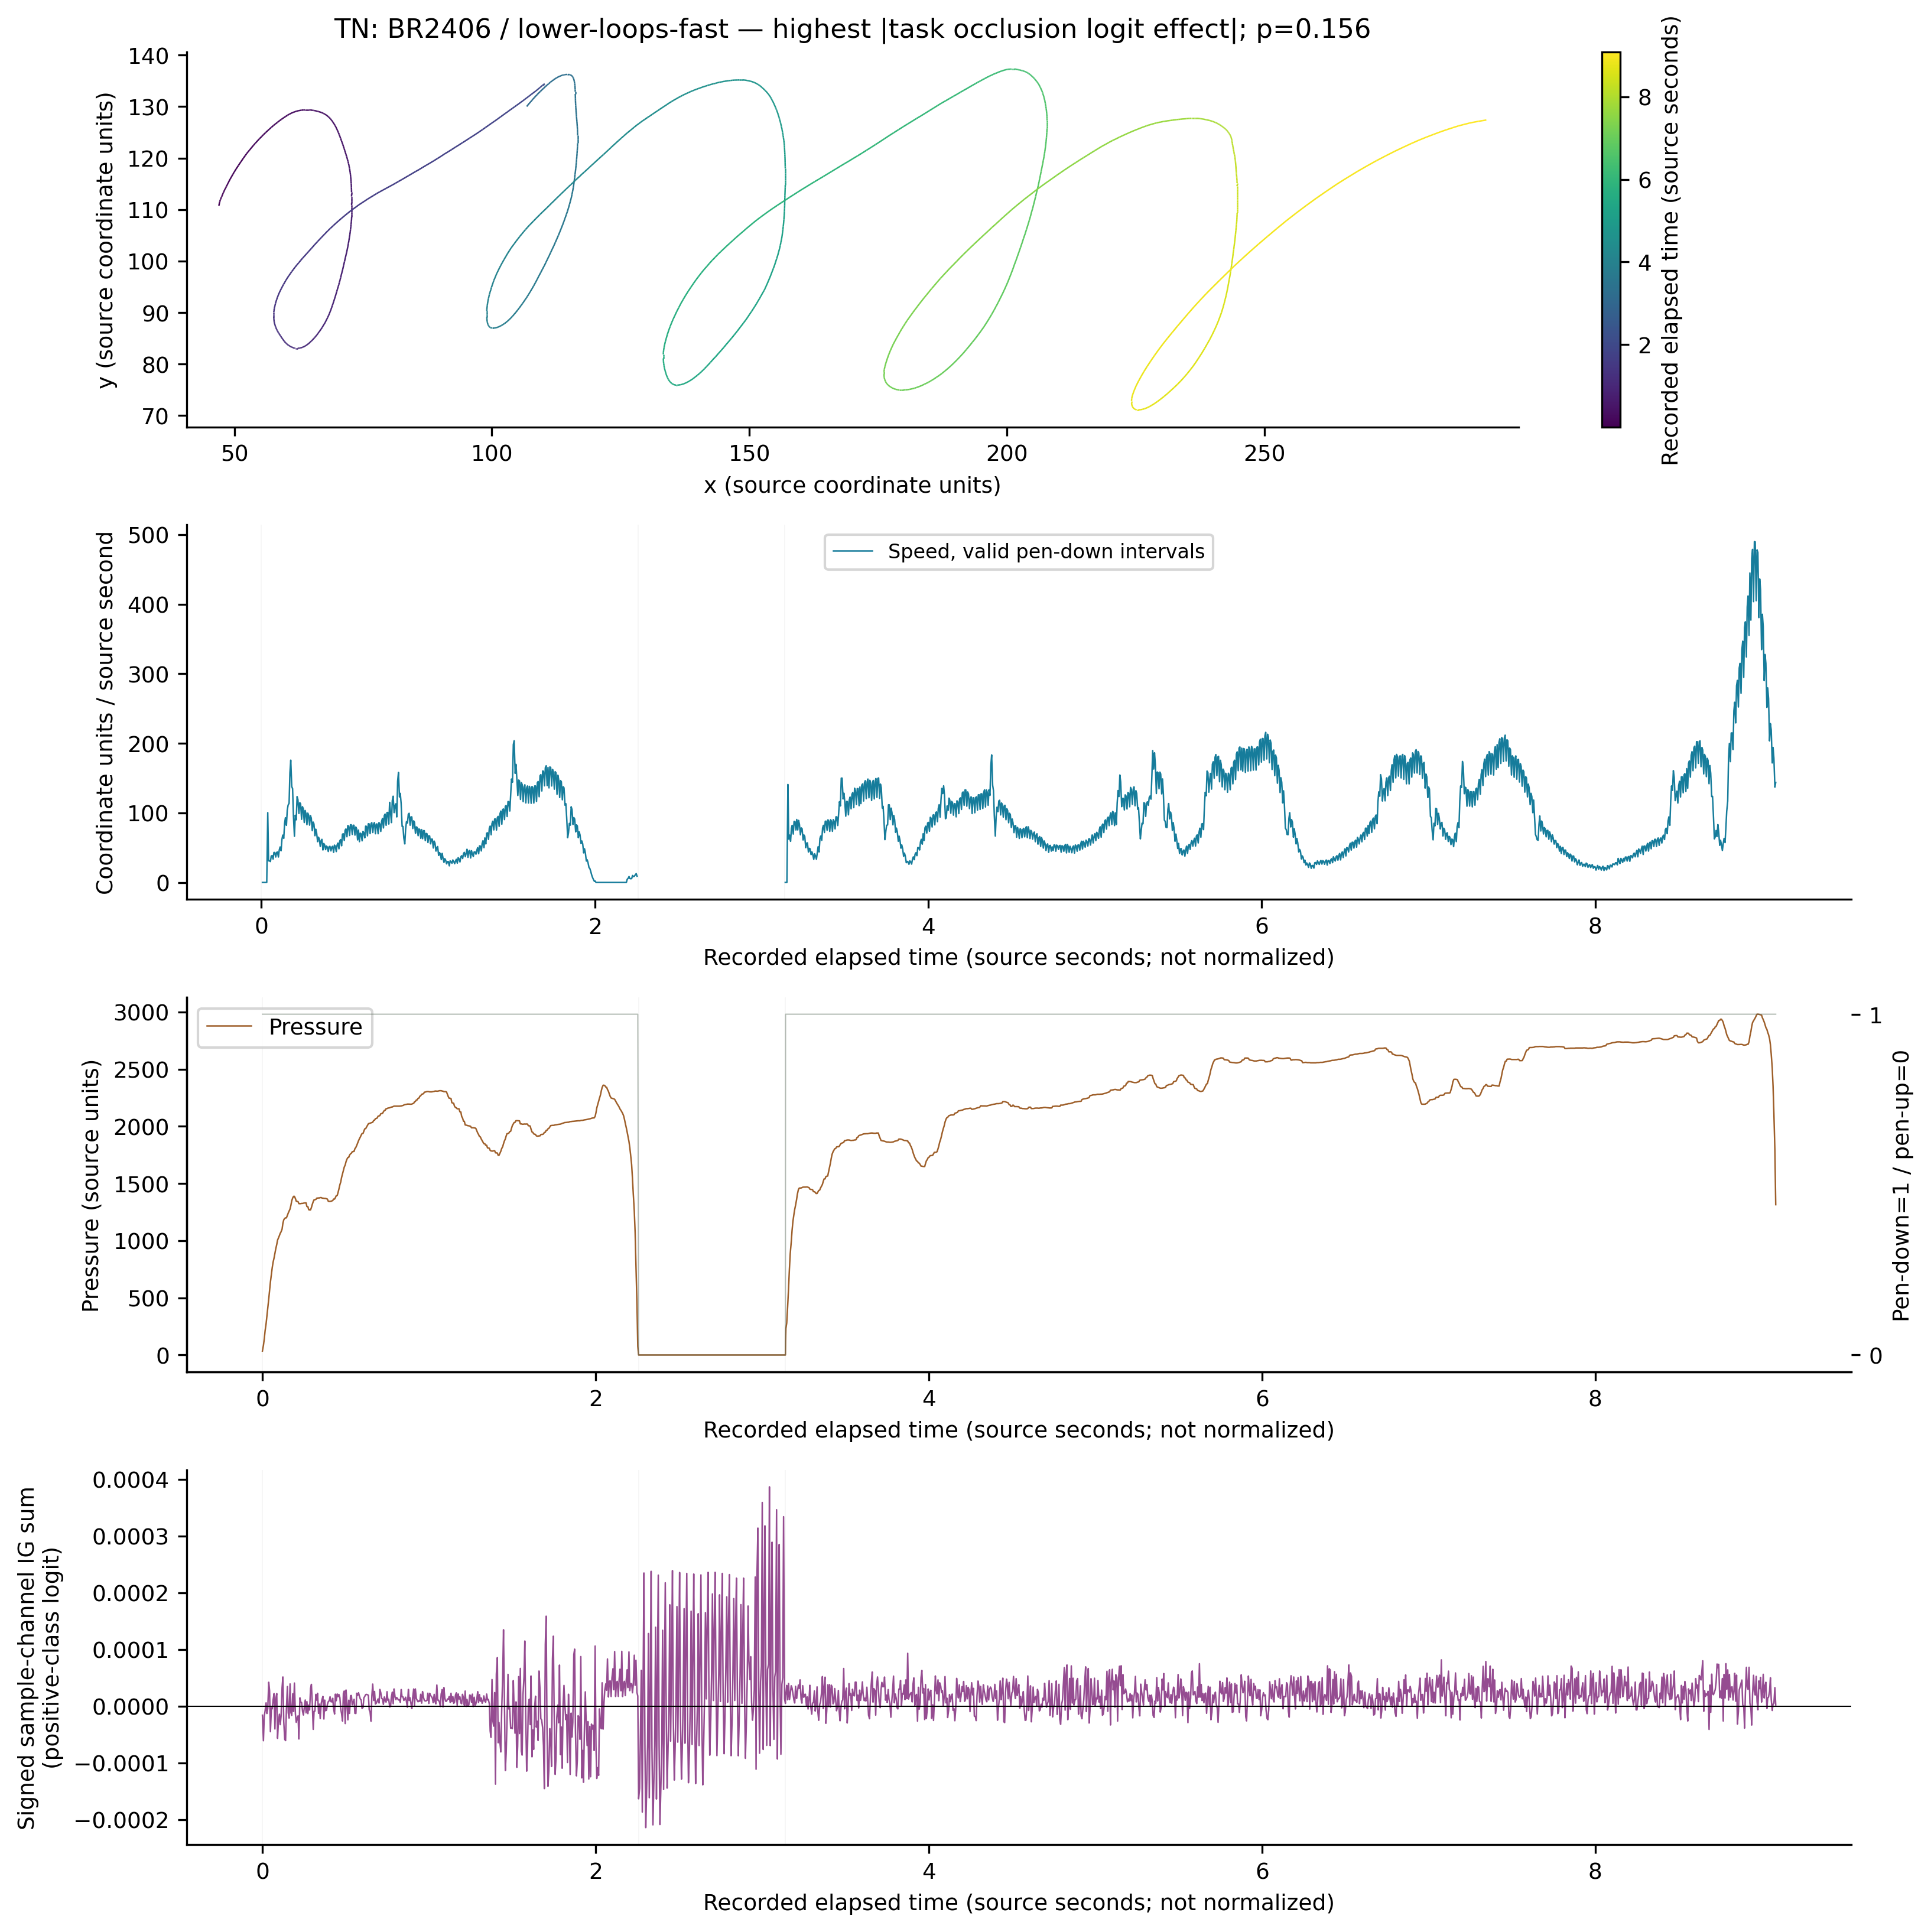 TN: BR2406 / lower-loops-fast — highest |task occlusion logit effect|; p=0.156
140
130
120
110
100
90
80
70
y (source coordinate units)
50 100 150 200 250
x (source coordinate units)
8
6
4
2
Recorded elapsed time (source seconds)
500
400
300
200
100
0
Coordinate units / source second
Speed, valid pen-down intervals
0 2 4 6 8
Recorded elapsed time (source seconds; not normalized)
3000
2500
2000
1500
1000
500
0
Pressure (source units)
Pressure
1
0
Pen-down=1 / pen-up=0
0 2 4 6 8
Recorded elapsed time (source seconds; not normalized)
0.0004
0.0003
0.0002
0.0001
0.0000
−0.0001
−0.0002
Signed sample-channel IG sum
(positive-class logit)
0 2 4 6 8
Recorded elapsed time (source seconds; not normalized)